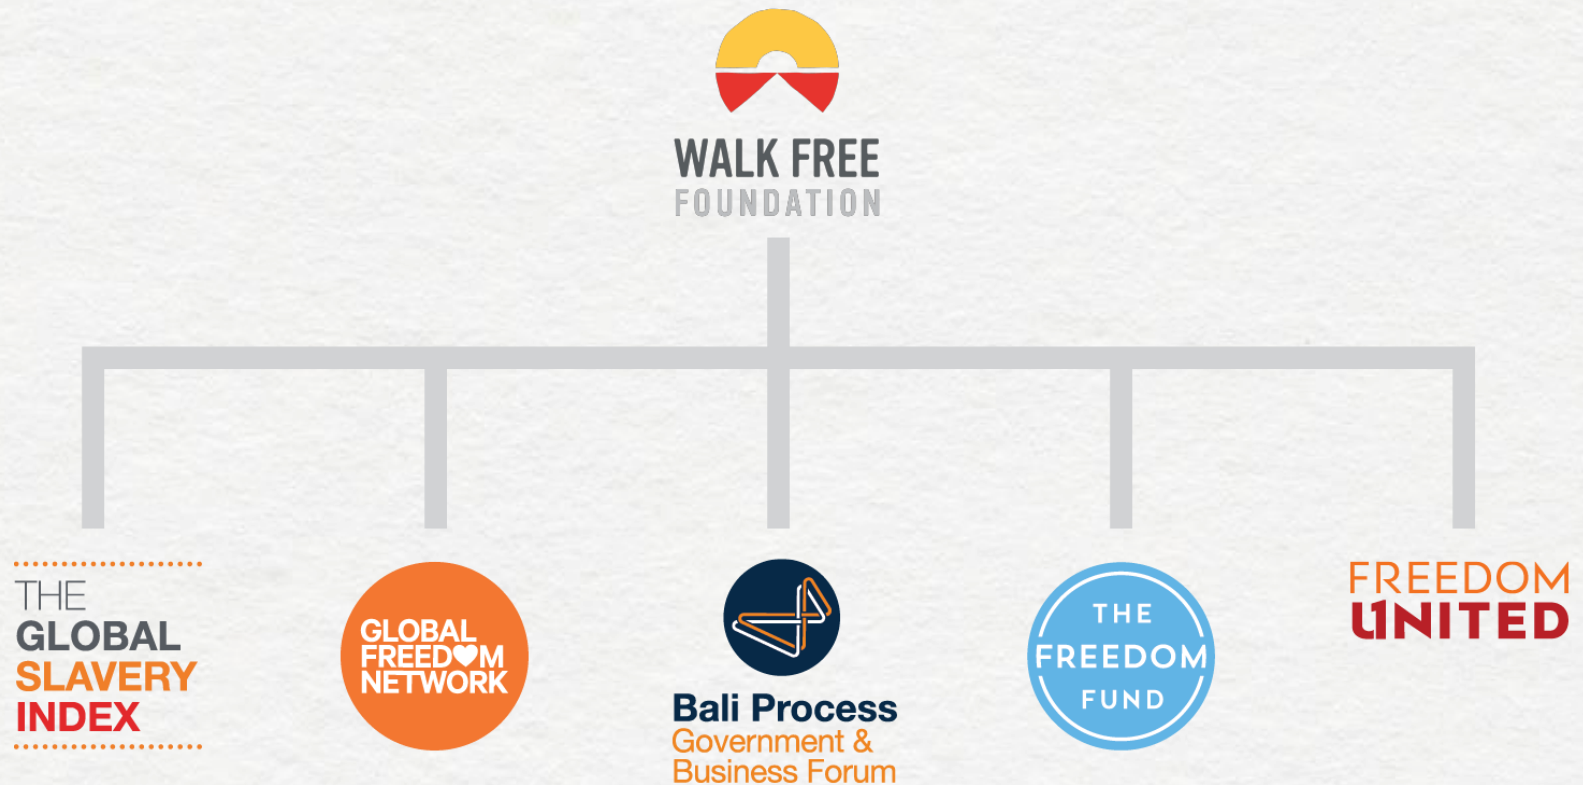 WALK FREE
FOUNDATION
THE
GLOBAL
SLAVERY
INDEX
GLOBAL
FREEDOM
NETWORK
Bali Process
Government &
Business Forum
THE
FREEDOM
FUND
FREEDOM
UNITED